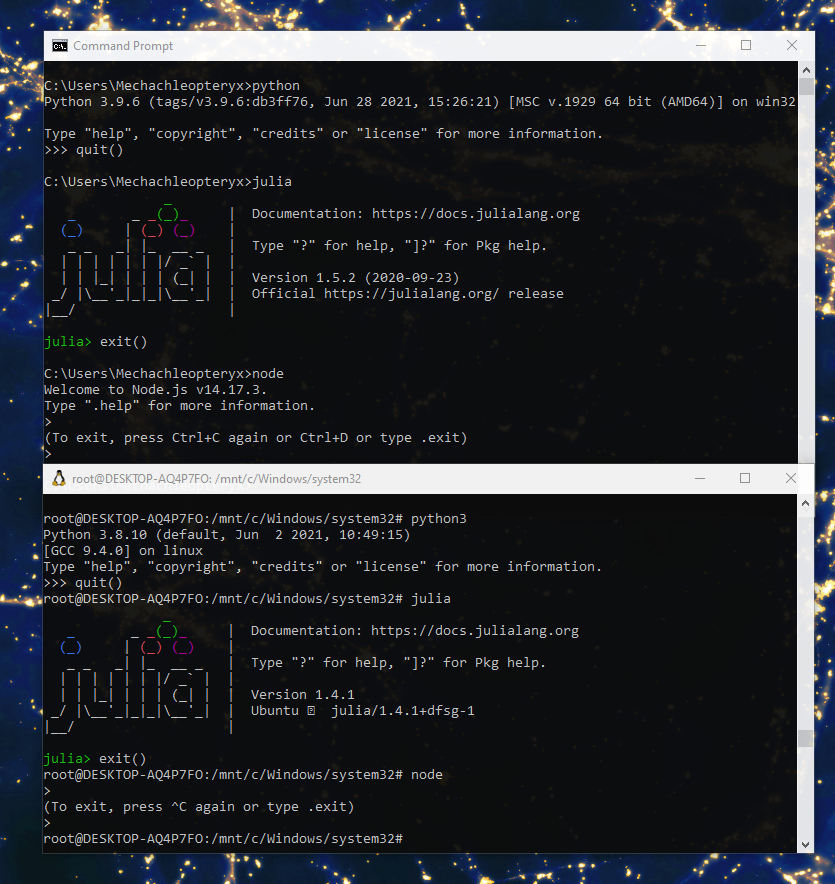 Command Prompt
C:\Users\Mechachleopteryx>python
Python 3.9.6 (tags/v3.9.6:db3ff76, Jun 28 2021, 15:26:21) [MSC v.1929 64 bit (AMD64)] on win32
Type "help", "copyright", "credits" or "license" for more information.
>>> quit()
C:\Users\Mechachleopteryx>julia
               _
   _       _ _(_)_     |  Documentation: https://docs.julialang.org
  (_)     | (_) (_)    |
   _ _   _| |_  __ _   |  Type "?" for help, "]?" for Pkg help.
  | | | | | | |/ _` |  |
  | | |_| | | | (_| |  |  Version 1.5.2 (2020-09-23)
 _/ |\__'_|_|_|\__'_|  |  Official https://julialang.org/ release
|__/                   |
julia> exit()
C:\Users\Mechachleopteryx>node
Welcome to Node.js v14.17.3.
Type ".help" for more information.
>
(To exit, press Ctrl+C again or Ctrl+D or type .exit)
>
root@DESKTOP-AQ4P7FO: /mnt/c/Windows/system32
root@DESKTOP-AQ4P7FO:/mnt/c/Windows/system32# python3
Python 3.8.10 (default, Jun  2 2021, 10:49:15)
[GCC 9.4.0] on linux
Type "help", "copyright", "credits" or "license" for more information.
>>> quit()
root@DESKTOP-AQ4P7FO:/mnt/c/Windows/system32# julia
               _
   _       _ _(_)_     |  Documentation: https://docs.julialang.org
  (_)     | (_) (_)    |
   _ _   _| |_  __ _   |  Type "?" for help, "]?" for Pkg help.
  | | | | | | |/ _` |  |
  | | |_| | | | (_| |  |  Version 1.4.1
 _/ |\__'_|_|_|\__'_|  |  Ubuntu ⍰  julia/1.4.1+dfsg-1
|__/                   |
julia> exit()
root@DESKTOP-AQ4P7FO:/mnt/c/Windows/system32# node
>
(To exit, press ^C again or type .exit)
>
root@DESKTOP-AQ4P7FO:/mnt/c/Windows/system32#